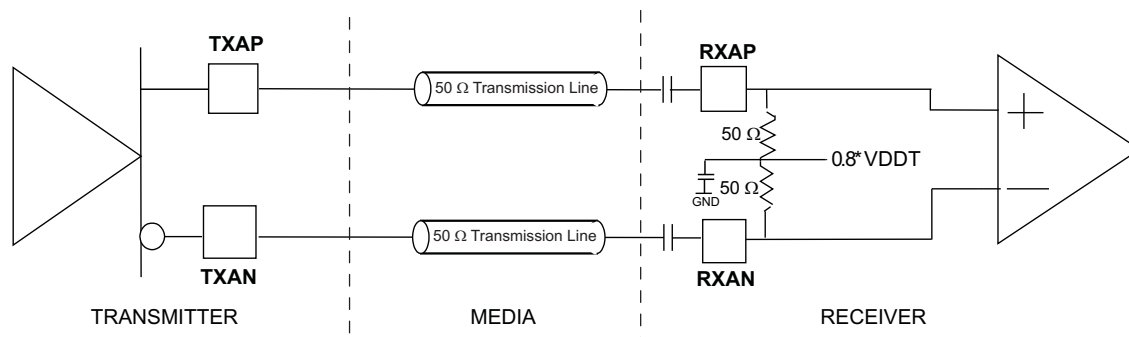 TXAP
RXAP
50 Ω Transmission Line
50 Ω
0.8* VDDT
50 Ω
GND
50 Ω Transmission Line
TXAN
RXAN
TRANSMITTER
MEDIA
RECEIVER